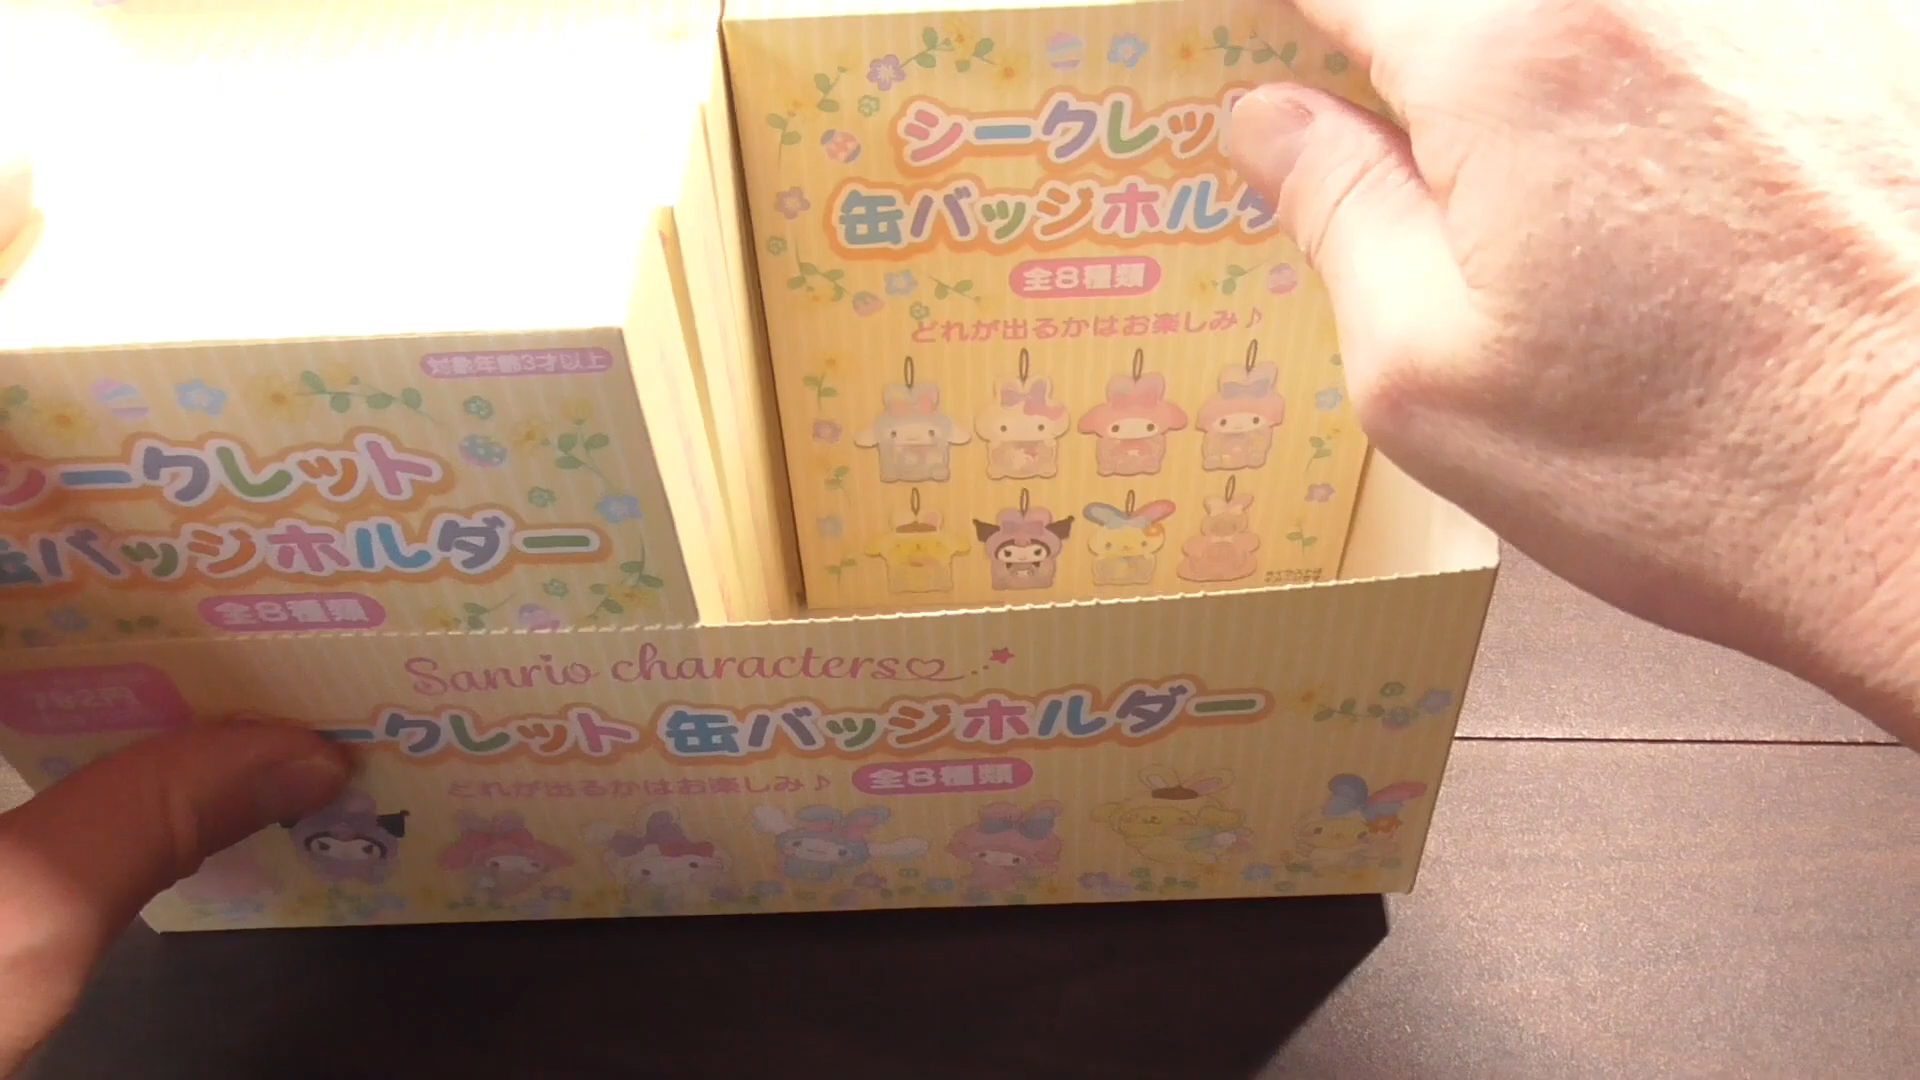 シークレッ
缶バッジホルダ
全8種類
どれが出るかはお楽しみ♪
対象年齢3才以上
シークレット
缶バッジホルダー
全8種類
Sanrio characters
ークレット 缶バッジホルダー
どれが出るかはお楽しみ♪ 全8種類